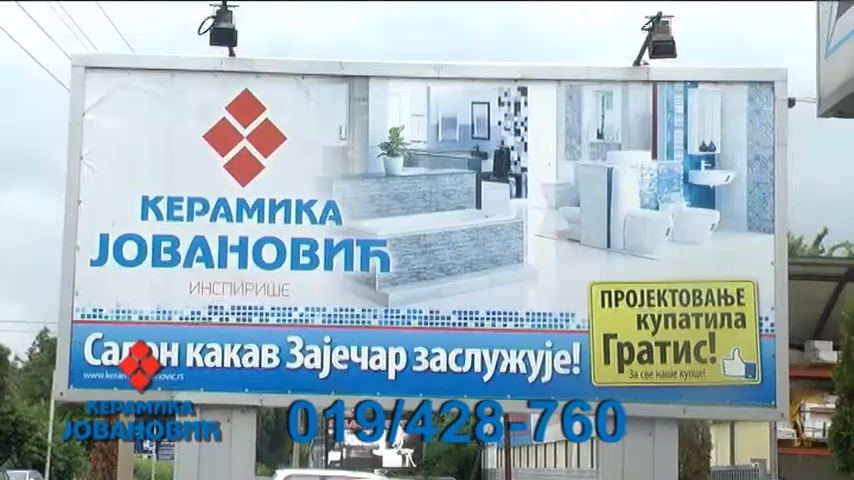 КЕРАМИКА
ЈОВАНОВИЋ
ИНСПИРИШЕ
ПРОЈЕКТОВАЊЕ
КУПАТИЛА
Гратис!
За све наше купце!
Салон какав Зајечар заслужује!
КЕРАМИКА
ЈОВАНОВИЋ
019/428-760